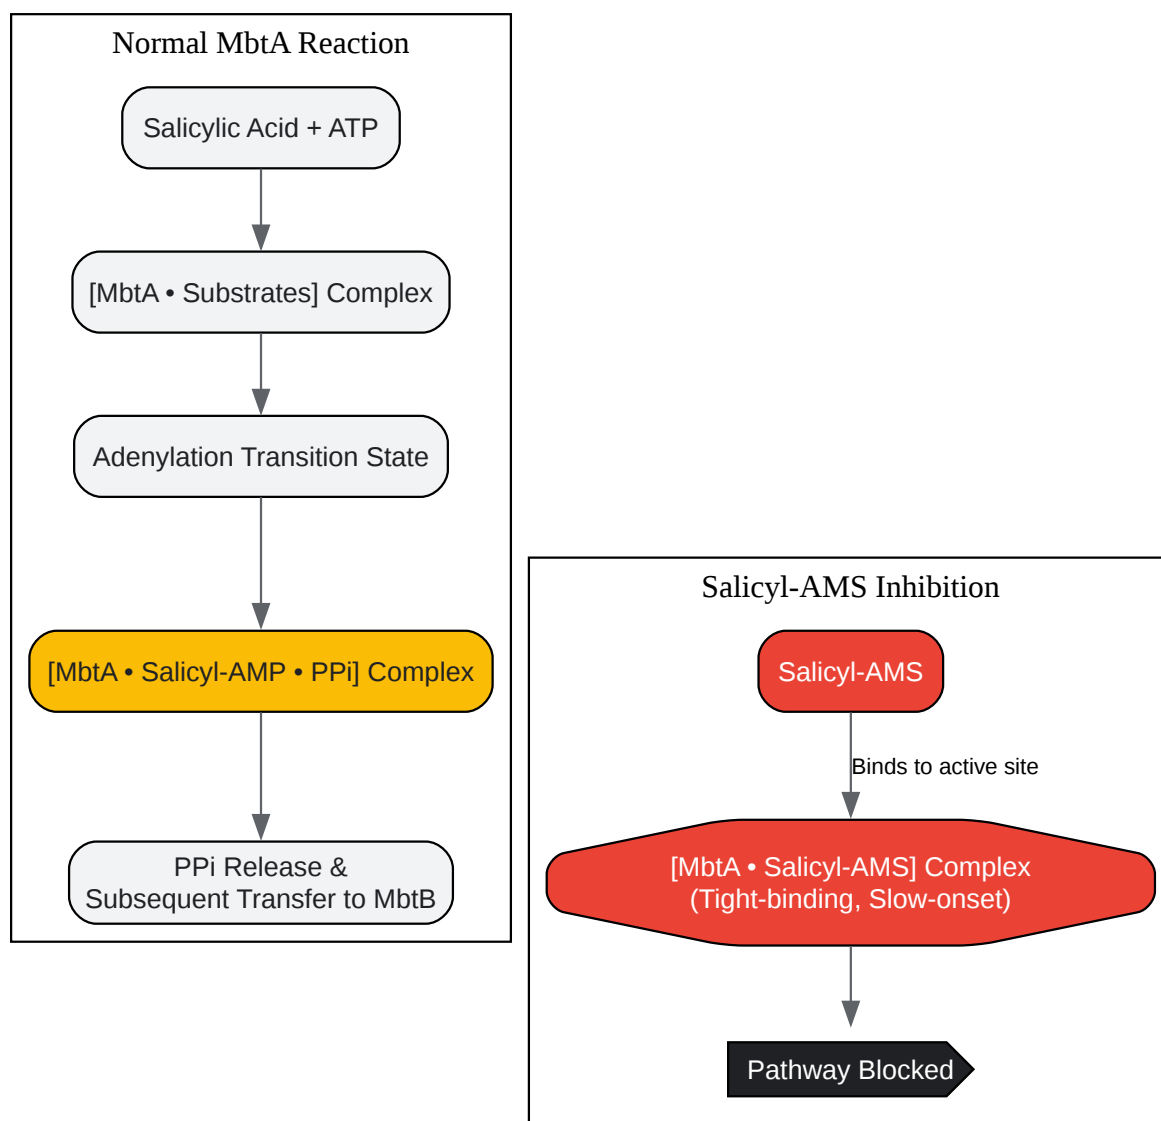 Normal MbtA Reaction
Salicylic Acid + ATP
[MbtA • Substrates] Complex
Adenylation Transition State
[MbtA • Salicyl-AMP • PPi] Complex
PPi Release &
Subsequent Transfer to MbtB
Salicyl-AMS Inhibition
Salicyl-AMS
Binds to active site
[MbtA • Salicyl-AMS] Complex
(Tight-binding, Slow-onset)
Pathway Blocked